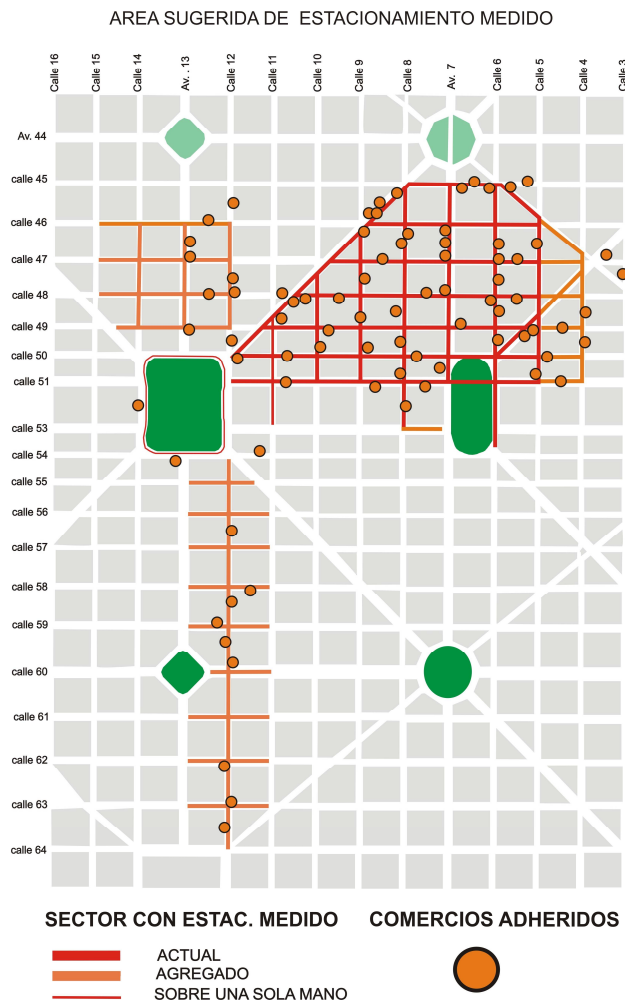 AREA SUGERIDA DE ESTACIONAMIENTO MEDIDO
Calle 16
Calle 15
Calle 14
Av. . 13
Calle 12
Calle 11
Calle 10
Calle 9
Calle 8
Av. 7
Calle 6
Calle 5
Calle 4
Calle 3
Av. 44
calle 45
calle 46
calle 47
calle 48
calle 49
calle 50
calle 51
calle 53
calle 54
calle 55
calle 56
calle 57
calle 58
calle 59
calle 60
calle 61
calle 62
calle 63
calle 64
SECTOR CON ESTAC. MEDIDO
COMERCIOS ADHERIDOS
ACTUAL
AGREGADO
SOBRE UNA SOLA MANO